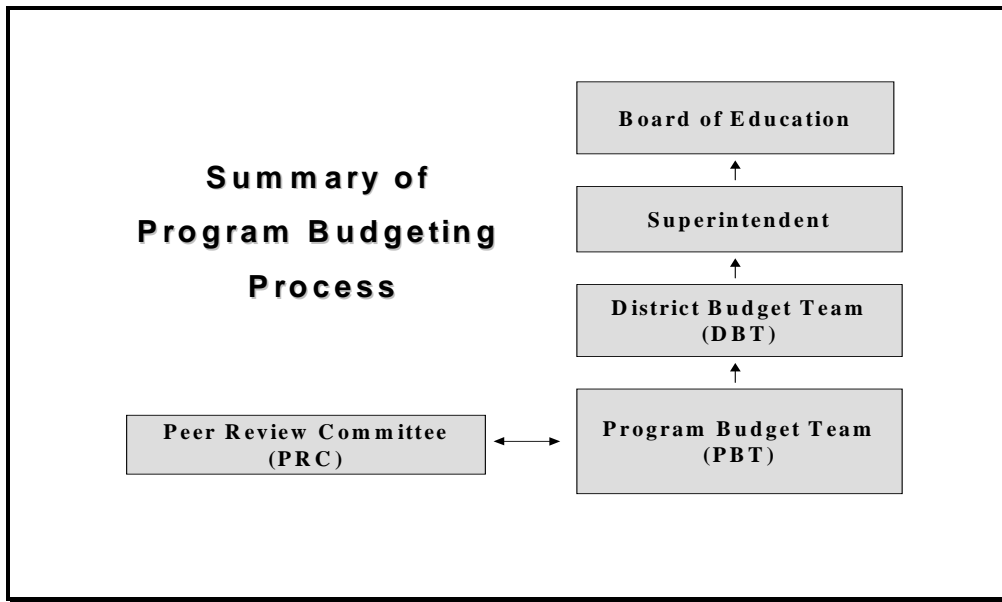 Summary of
Program Budgeting
Process
Board of Education
Superintendent
District Budget Team
(DBT)
Program Budget Team
(PBT)
Peer Review Committee
(PRC)